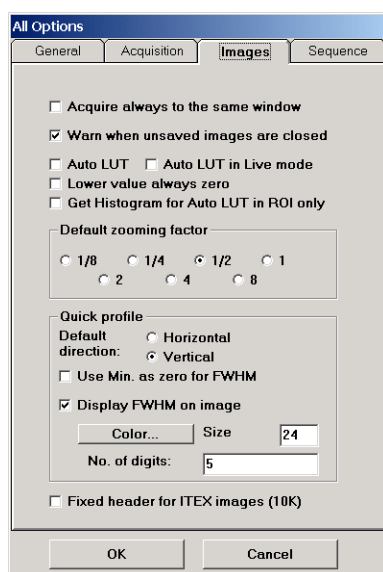 All Options
General Acquisition Images Sequence
Acquire always to the same window
Warn when unsaved images are closed
Auto LUT Auto LUT in Live mode
Lower value always zero
Get Histogram for Auto LUT in ROI only
Default zooming factor
1/8 1/4 1/2 1
2 4 8
Quick profile
Default direction: Horizontal
Vertical
Use Min. as zero for FWHM
Display FWHM on image
Color... Size 24
No. of digits: 5
Fixed header for ITEX images (10K)
OK Cancel